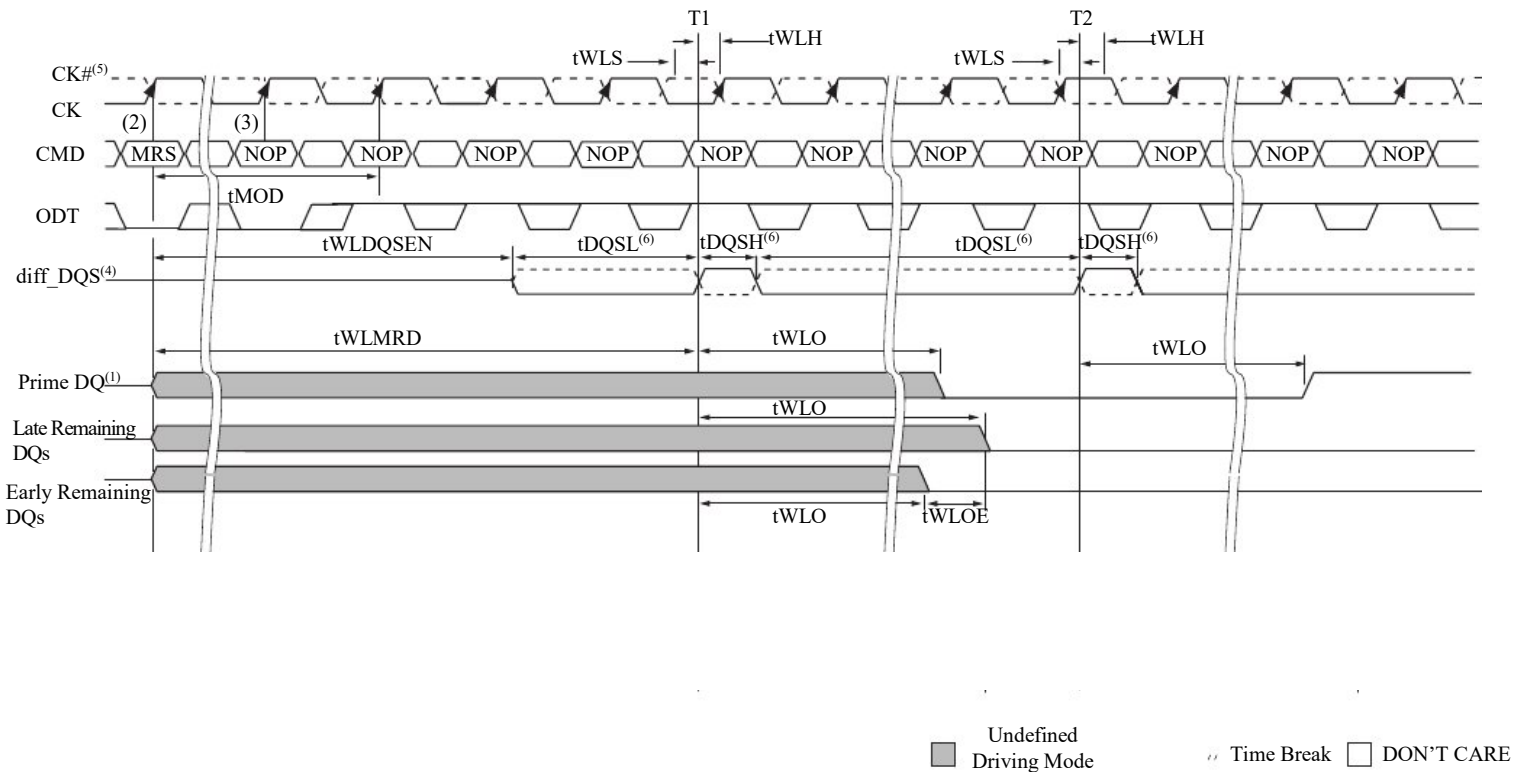 T1 T2
tWLH tWLH
tWLS tWLS
CK#(5)
CK
(2) (3)
CMD MRS NOP NOP NOP NOP NOP NOP NOP NOP NOP NOP NOP
tMOD
ODT
tWLDQSEN tDQSL(6) tDQSH(6) tDQSL(6) tDQSH(6)
diff_DQS(4)
tWLMRD tWLO tWLO
Prime DQ(1)
tWLO
Late Remaining
DQs
Early Remaining
DQs
tWLO tWLOE
Undefined
Driving Mode
Time Break
DON'T CARE